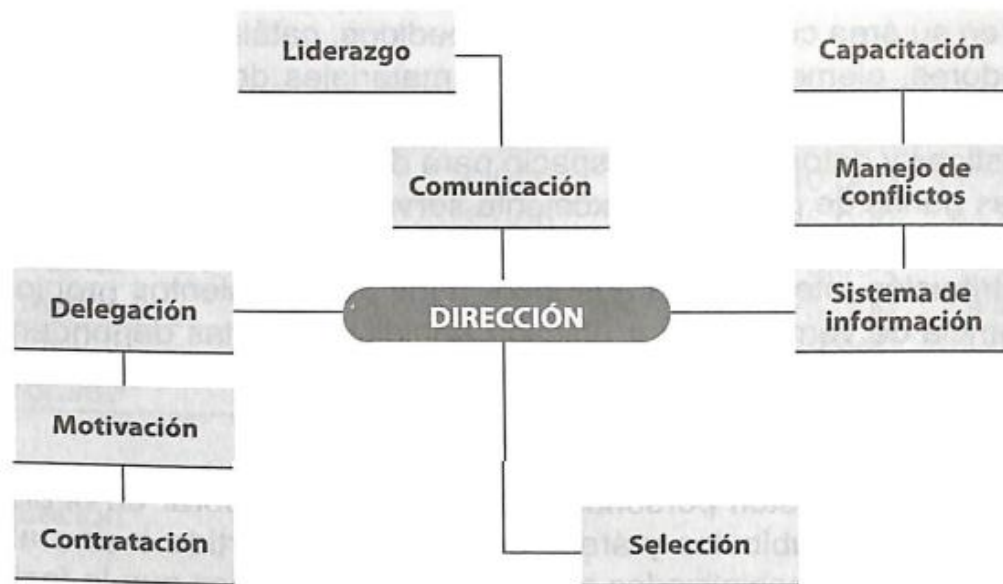 Liderazgo
Capacitación
Comunicación
Manejo de
conflictos
Delegación
DIRECCIÓN
Sistema de
información
Motivación
Contratación
Selección